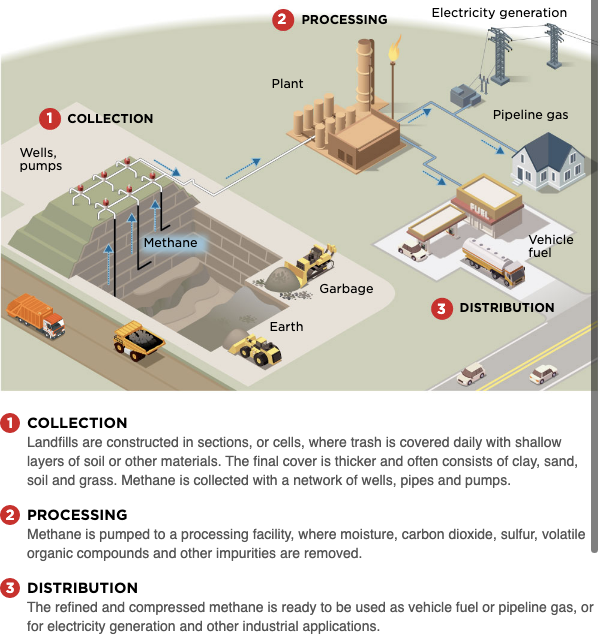 Electricity generation
2 PROCESSING
Plant
Pipeline gas
1 COLLECTION
Wells,
pumps
Methane
FUEL
Vehicle
fuel
Garbage
3 DISTRIBUTION
Earth
1 COLLECTION
Landfills are constructed in sections, or cells, where trash is covered daily with shallow
layers of soil or other materials. The final cover is thicker and often consists of clay, sand,
soil and grass. Methane is collected with a network of wells, pipes and pumps.
2 PROCESSING
Methane is pumped to a processing facility, where moisture, carbon dioxide, sulfur, volatile
organic compounds and other impurities are removed.
3 DISTRIBUTION
The refined and compressed methane is ready to be used as vehicle fuel or pipeline gas, or
for electricity generation and other industrial applications.